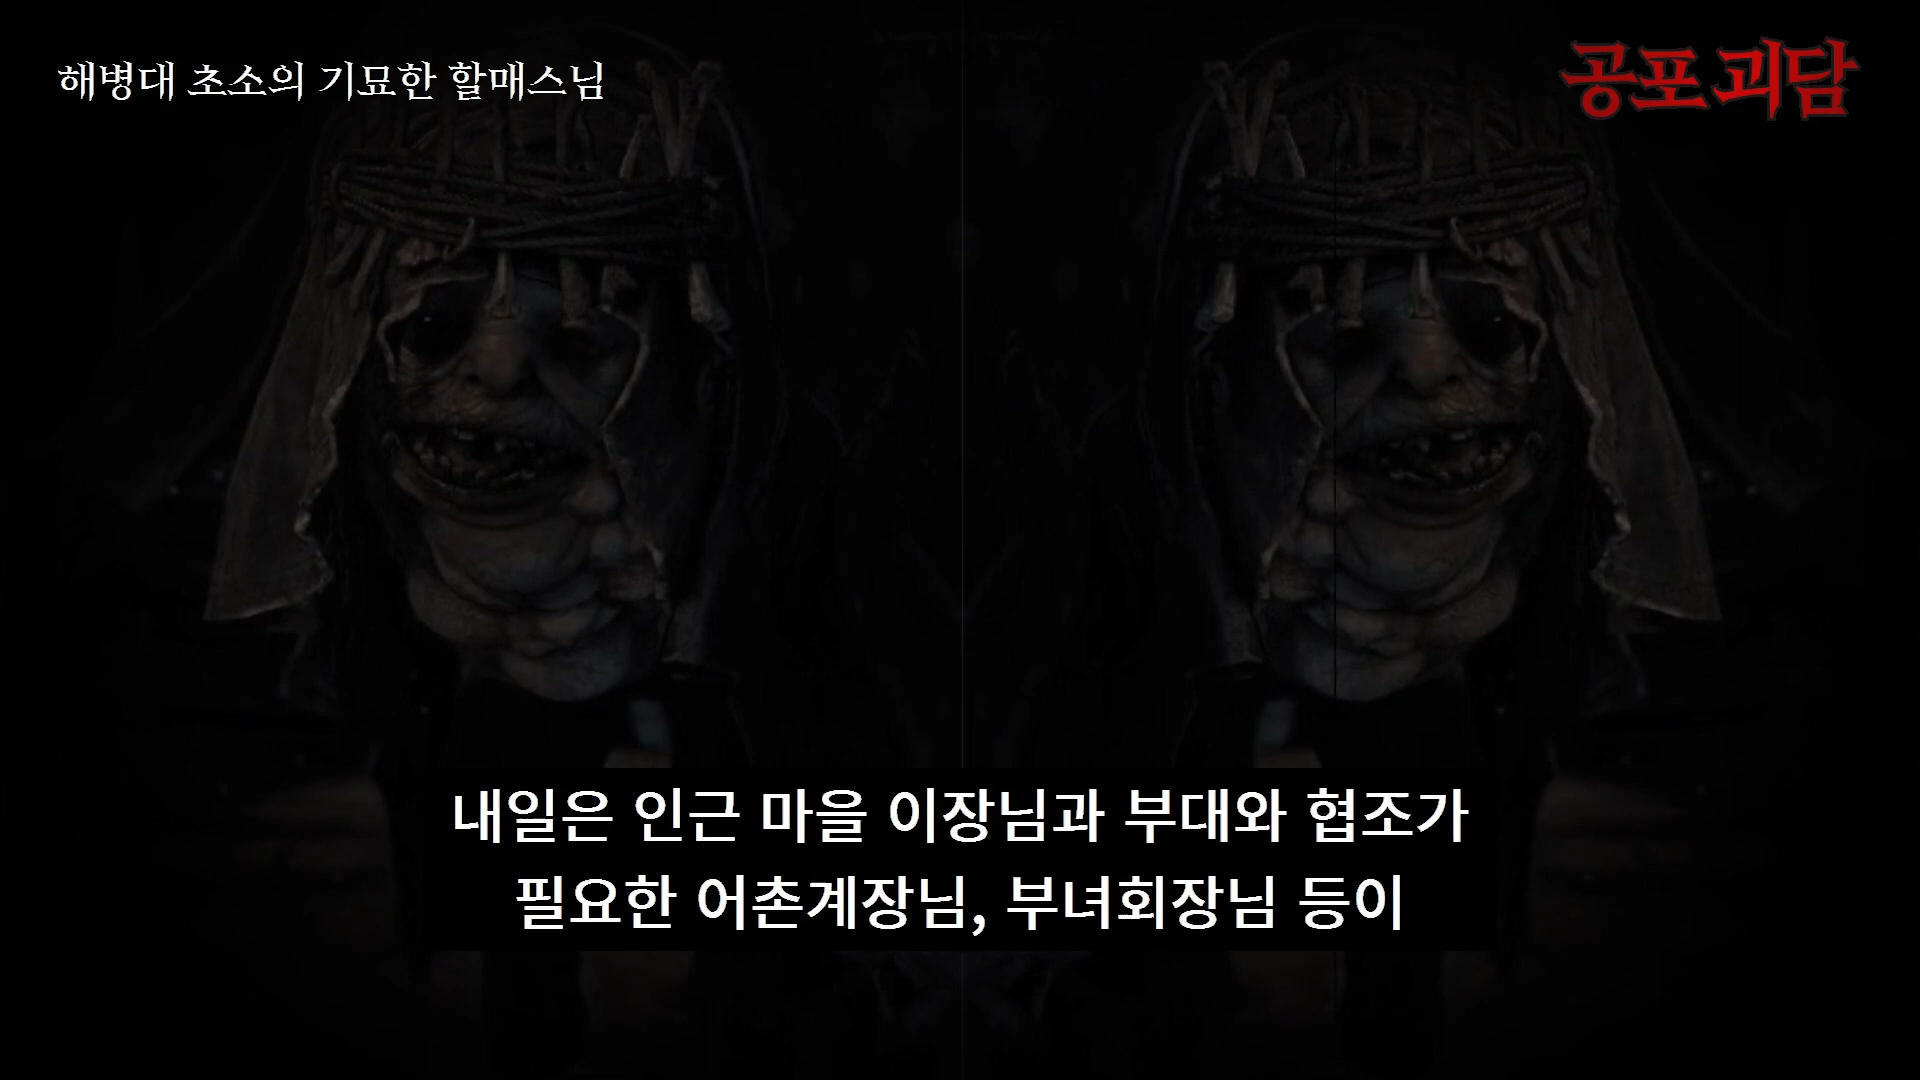 해병대 초소의 기묘한 할매스님
공포 괴담
내일은 인근 마을 이장님과 부대와 협조가
필요한 어촌계장님, 부녀회장님 등이